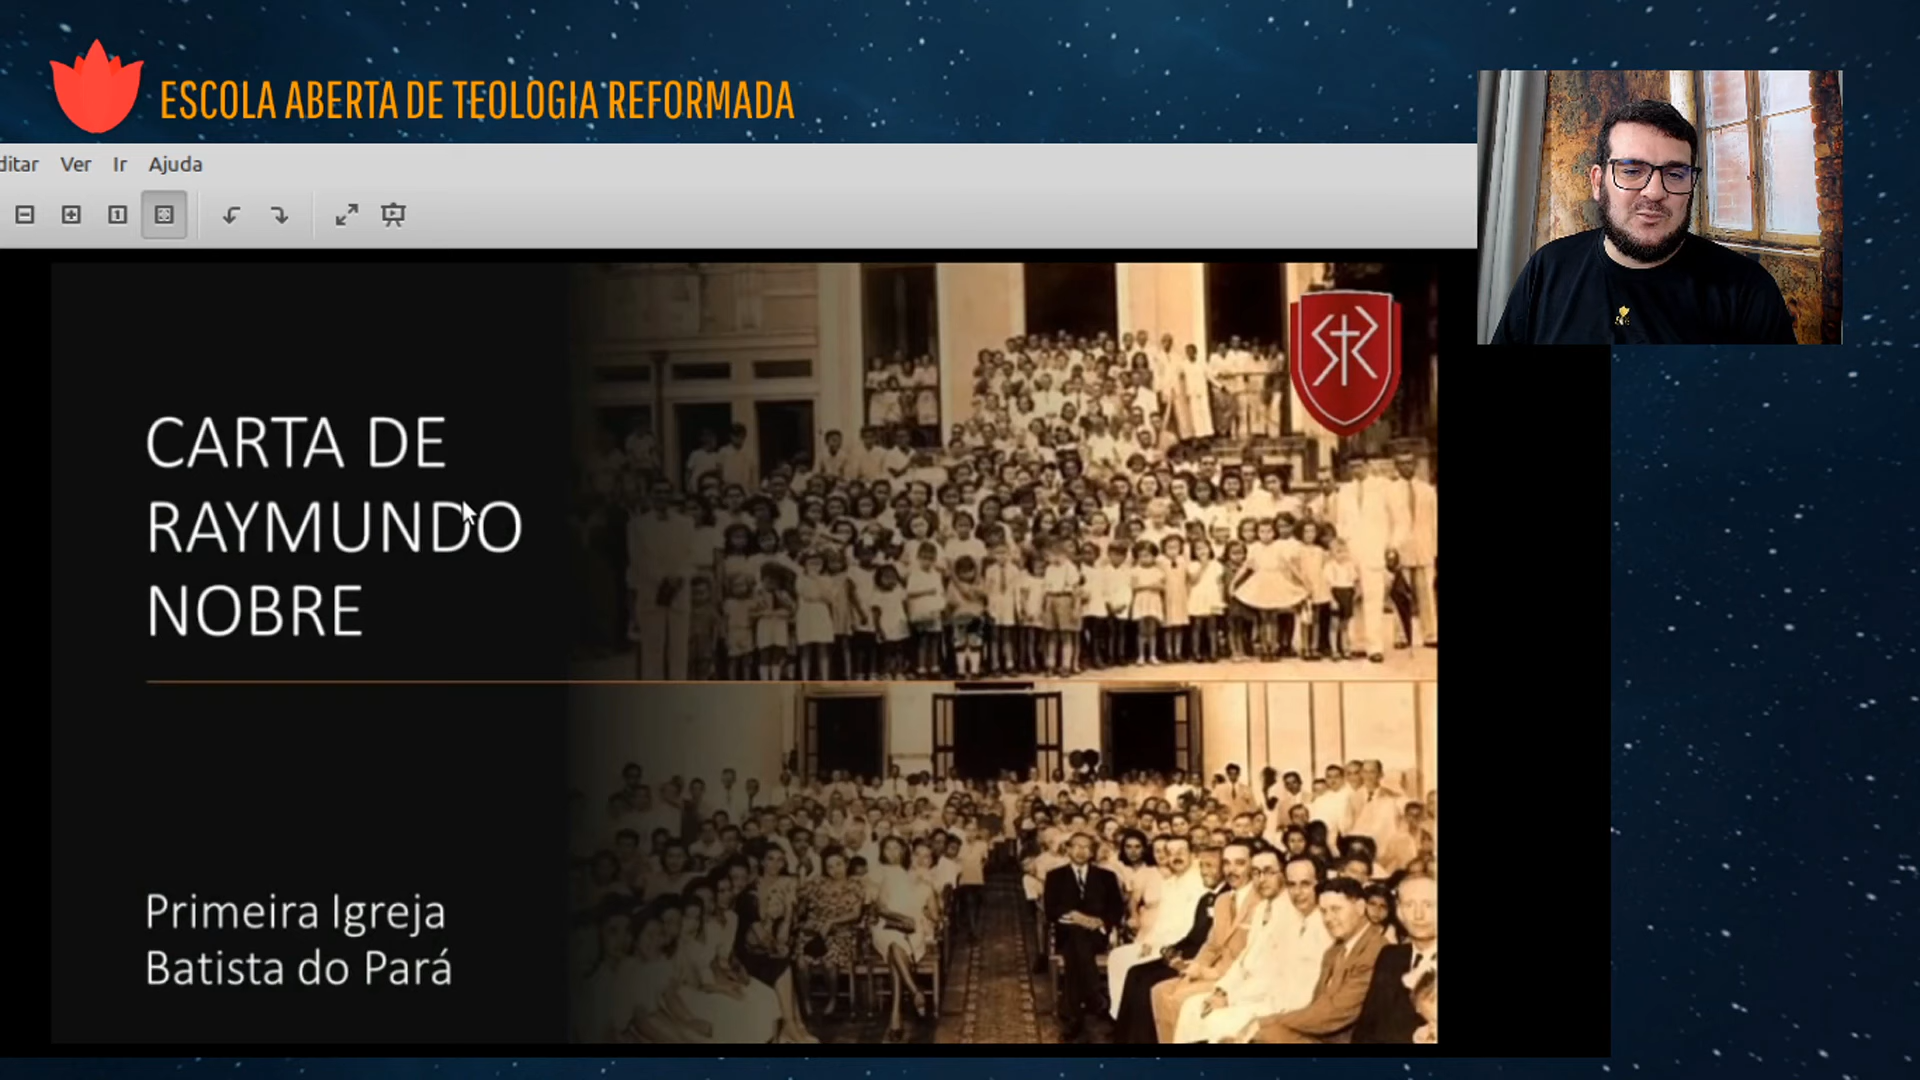 ESCOLA ABERTA DE TEOLOGIA REFORMADA
ditar Ver Ir Ajuda
CARTA DE
RAYMUNDO
NOBRE
Primeira Igreja
Batista do Pará